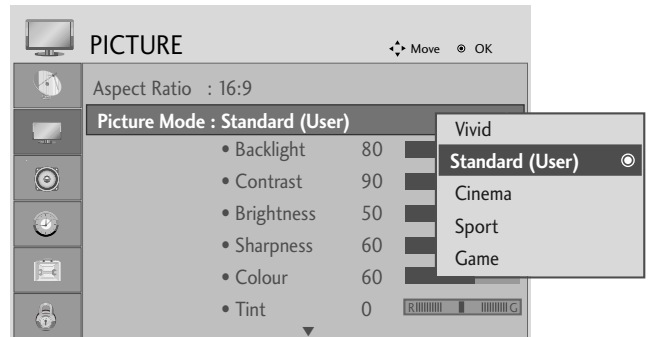 PICTURE
Move OK
Aspect Ratio : 16:9
Picture Mode : Standard (User)
• Backlight 80
• Contrast 90
• Brightness 50
• Sharpness 60
• Colour 60
• Tint 0 R G
Vivid
Standard (User)
Cinema
Sport
Game